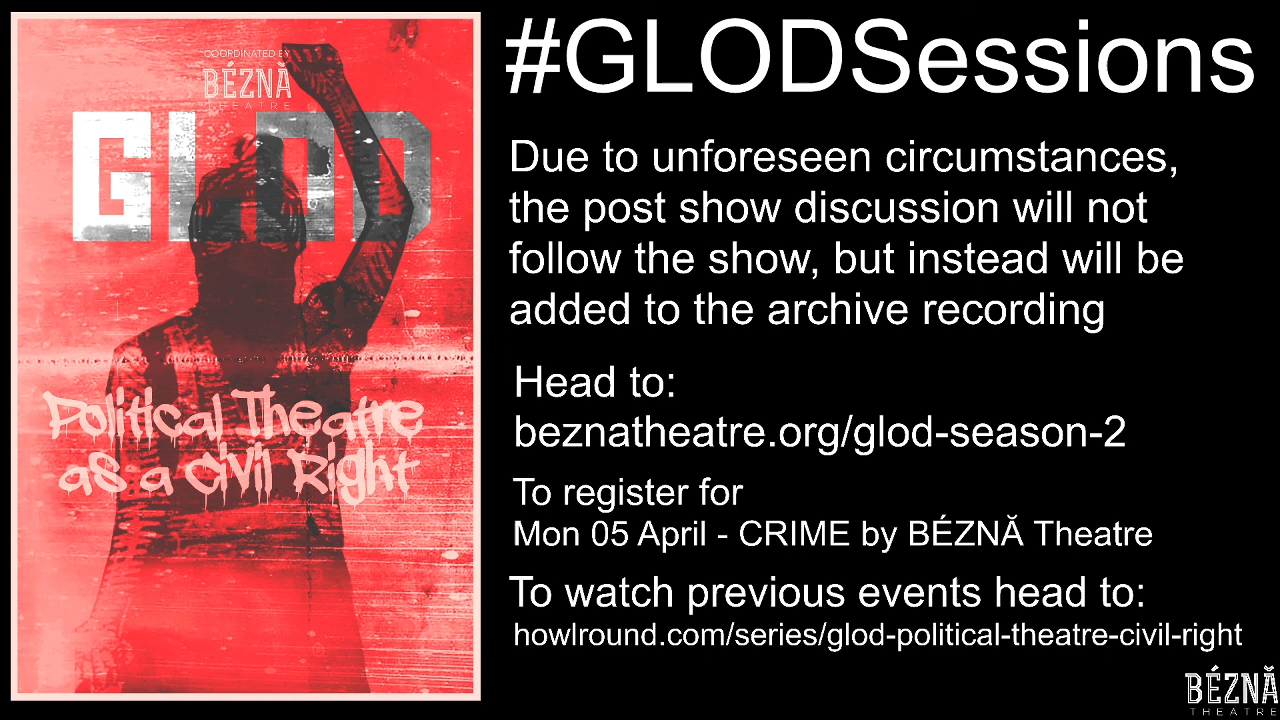 COORDINATED BY
BÉZNĂ
THEATRE
GLOD
Political Theatre
as a Civil Right
#GLODSessions
Due to unforeseen circumstances,
the post show discussion will not
follow the show, but instead will be
added to the archive recording
Head to:
beznatheatre.org/glod-season-2
To register for
Mon 05 April - CRIME by BÉZNĂ Theatre
To watch previous events head to:
howlround.com/series/glod-political-theatre-civil-right
BÉZNĂ
THEATRE